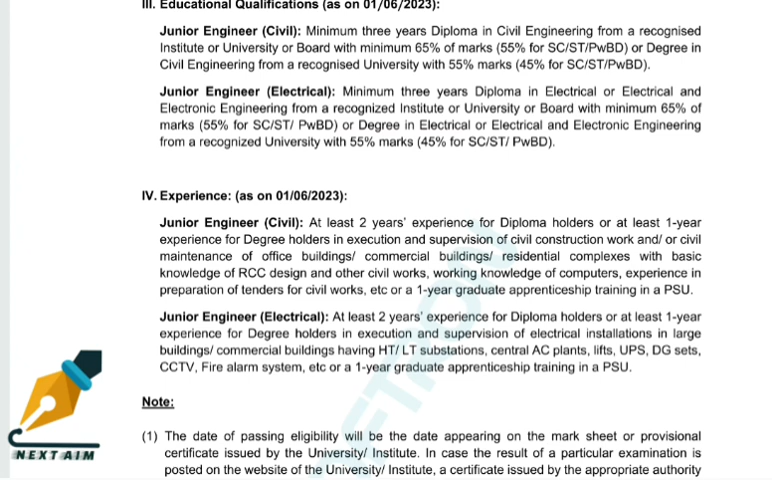 III. Educational Qualifications (as on 01/06/2023):
Junior Engineer (Civil): Minimum three years Diploma in Civil Engineering from a recognised
Institute or University or Board with minimum 65% of marks (55% for SC/ST/PwBD) or Degree in
Civil Engineering from a recognised University with 55% marks (45% for SC/ST/PwBD).
Junior Engineer (Electrical): Minimum three years Diploma in Electrical or Electrical and
Electronic Engineering from a recognized Institute or University or Board with minimum 65% of
marks (55% for SC/ST/ PwBD) or Degree in Electrical or Electrical and Electronic Engineering
from a recognized University with 55% marks (45% for SC/ST/ PwBD).
IV. Experience: (as on 01/06/2023):
Junior Engineer (Civil): At least 2 years' experience for Diploma holders or at least 1-year
experience for Degree holders in execution and supervision of civil construction work and/ or civil
maintenance of office buildings/ commercial buildings/ residential complexes with basic
knowledge of RCC design and other civil works, working knowledge of computers, experience in
preparation of tenders for civil works, etc or a 1-year graduate apprenticeship training in a PSU.
Junior Engineer (Electrical): At least 2 years' experience for Diploma holders or at least 1-year
experience for Degree holders in execution and supervision of electrical installations in large
buildings/ commercial buildings having HT/ LT substations, central AC plants, lifts, UPS, DG sets,
CCTV, Fire alarm system, etc or a 1-year graduate apprenticeship training in a PSU.
Note:
(1) The date of passing eligibility will be the date appearing on the mark sheet or provisional
certificate issued by the University/ Institute. In case the result of a particular examination is
posted on the website of the University/ Institute, a certificate issued by the appropriate authority
NEXT AIM